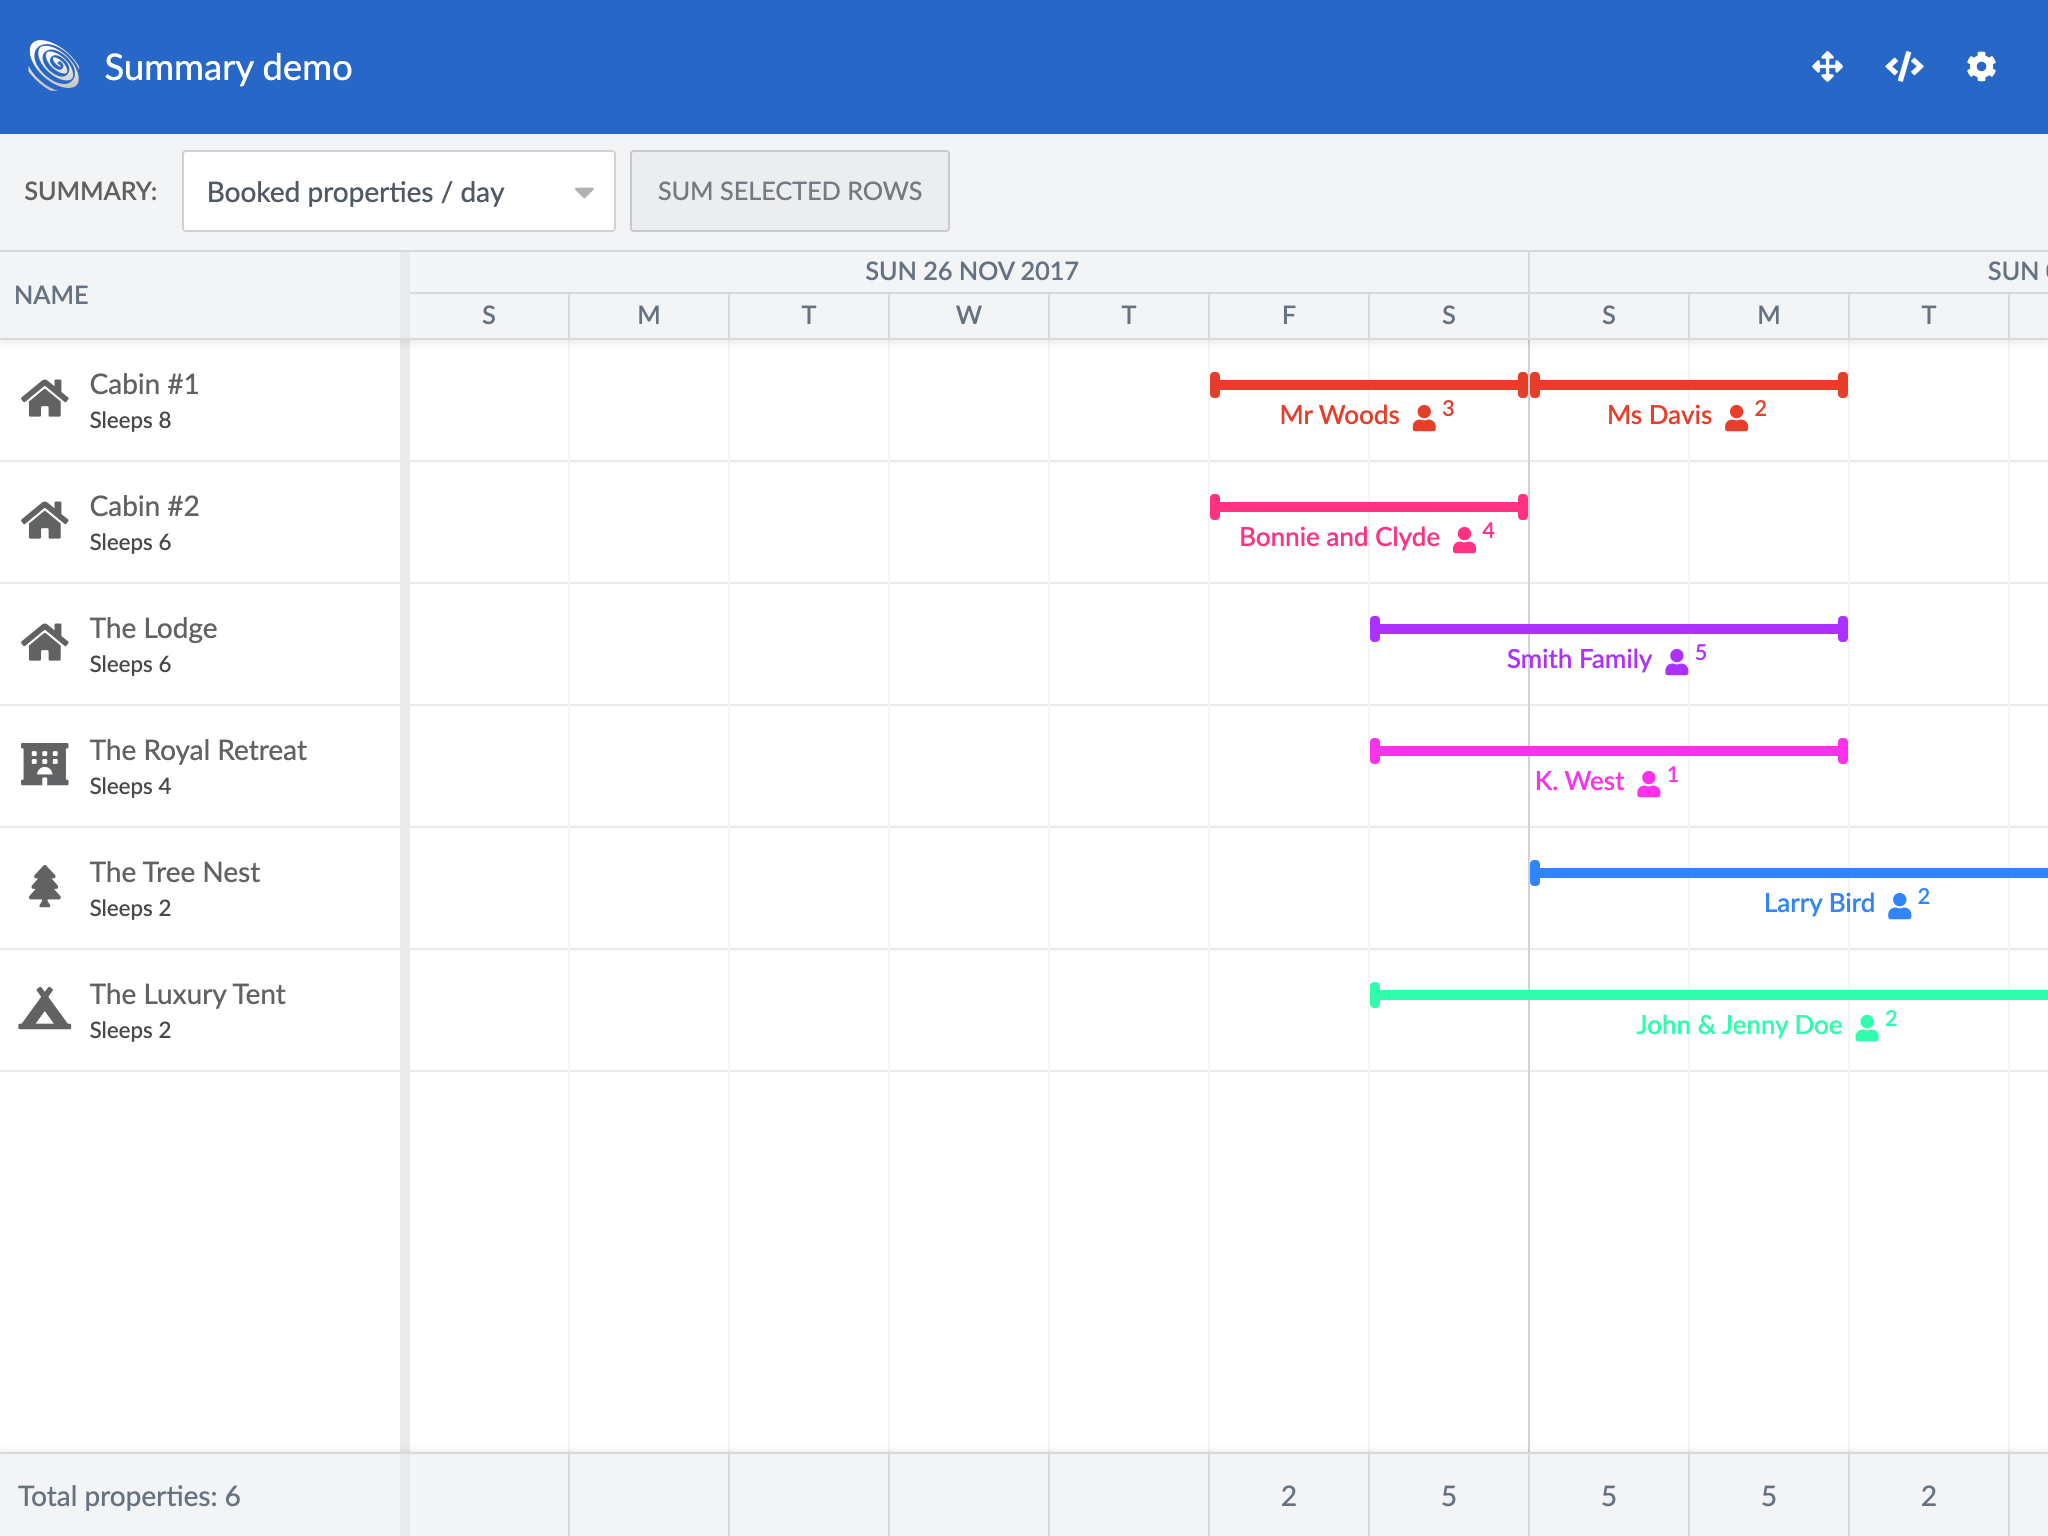 Summary demo
SUMMARY: Booked properties / day SUM SELECTED ROWS
NAME SUN 26 NOV 2017 SUN
S M T W T F S S M T
Cabin #1
Sleeps 8
Mr Woods 3 Ms Davis 2
Cabin #2
Sleeps 6
Bonnie and Clyde 4
The Lodge
Sleeps 6
Smith Family 5
The Royal Retreat
Sleeps 4
K. West 1
The Tree Nest
Sleeps 2
Larry Bird 2
The Luxury Tent
Sleeps 2
John & Jenny Doe 2
Total properties: 6 2 5 5 5 2